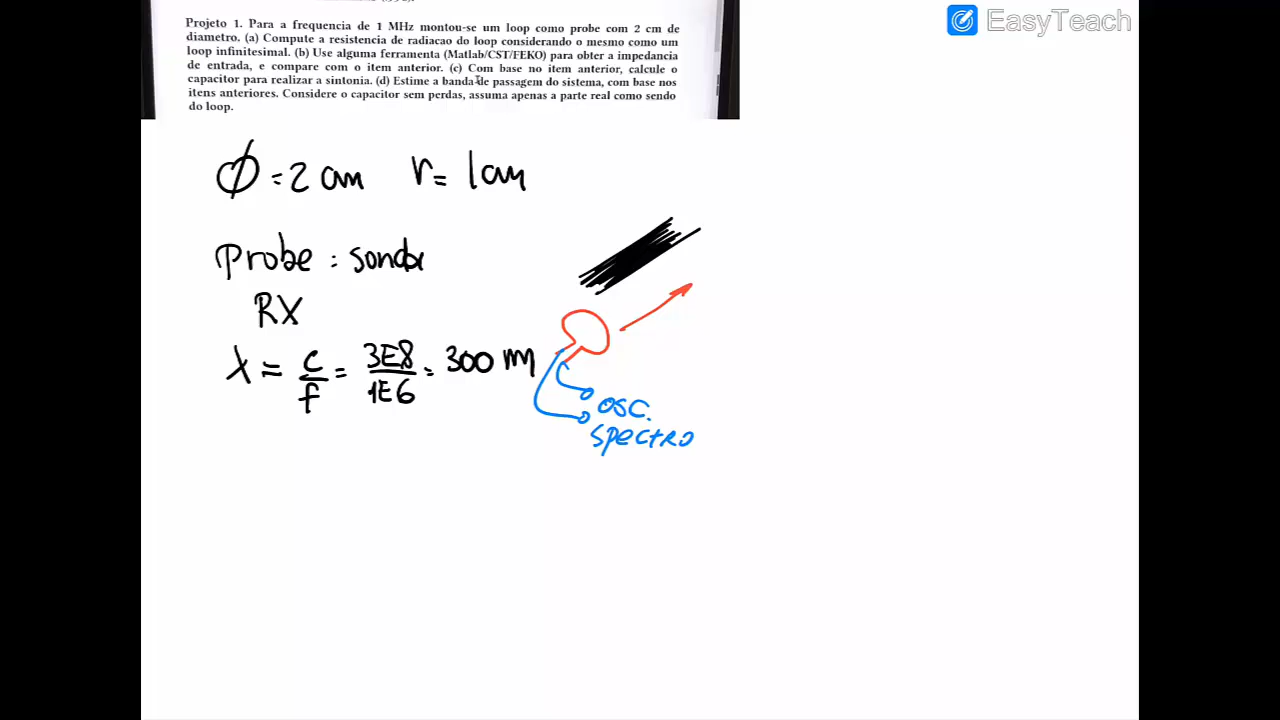 EasyTeach
Projeto 1. Para a frequencia de 1 MHz montou-se um loop como probe com 2 cm de
diametro. (a) Compute a resistencia de radiacao do loop considerando o mesmo como um
loop infinitesimal. (b) Use alguma ferramenta (Matlab/CST/FEKO) para obter a impedancia
de entrada, e compare com o item anterior. (c) Com base no item anterior, calcule o
capacitor para realizar a sintonia. (d) Estime a banda de passagem do sistema, com base nos
itens anteriores. Considere o capacitor sem perdas, assuma apenas a parte real como sendo
do loop.
Ø = 2 cm r = 1 cm
Probe : sonda
RX
λ = c/f = 3E8/1E6 = 300 m
OSC.
SPECTRO